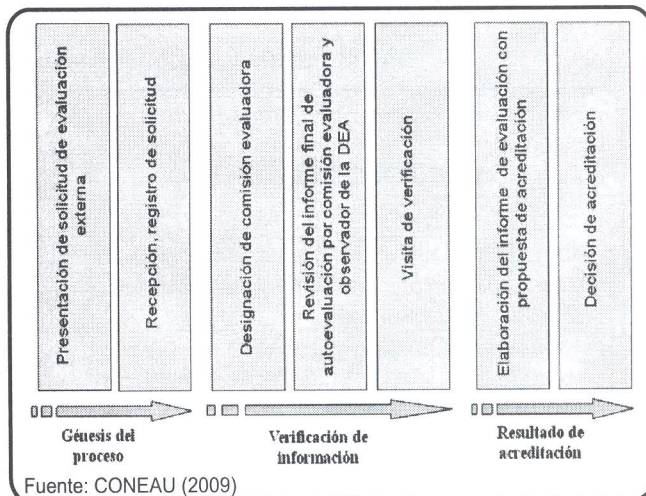 Presentación de solicitud de evaluación
externa
Recepción, registro de solicitud
Designación de comisión evaluadora
Revisión del informe final de
autoevaluación por comisión evaluadora y
observador de la DEA
Visita de verificación
Elaboración del informe de evaluación con
propuesta de acreditación
Decisión de acreditación
Génesis del
proceso
Verificación de
información
Resultado de
acreditación
Fuente: CONEAU (2009)